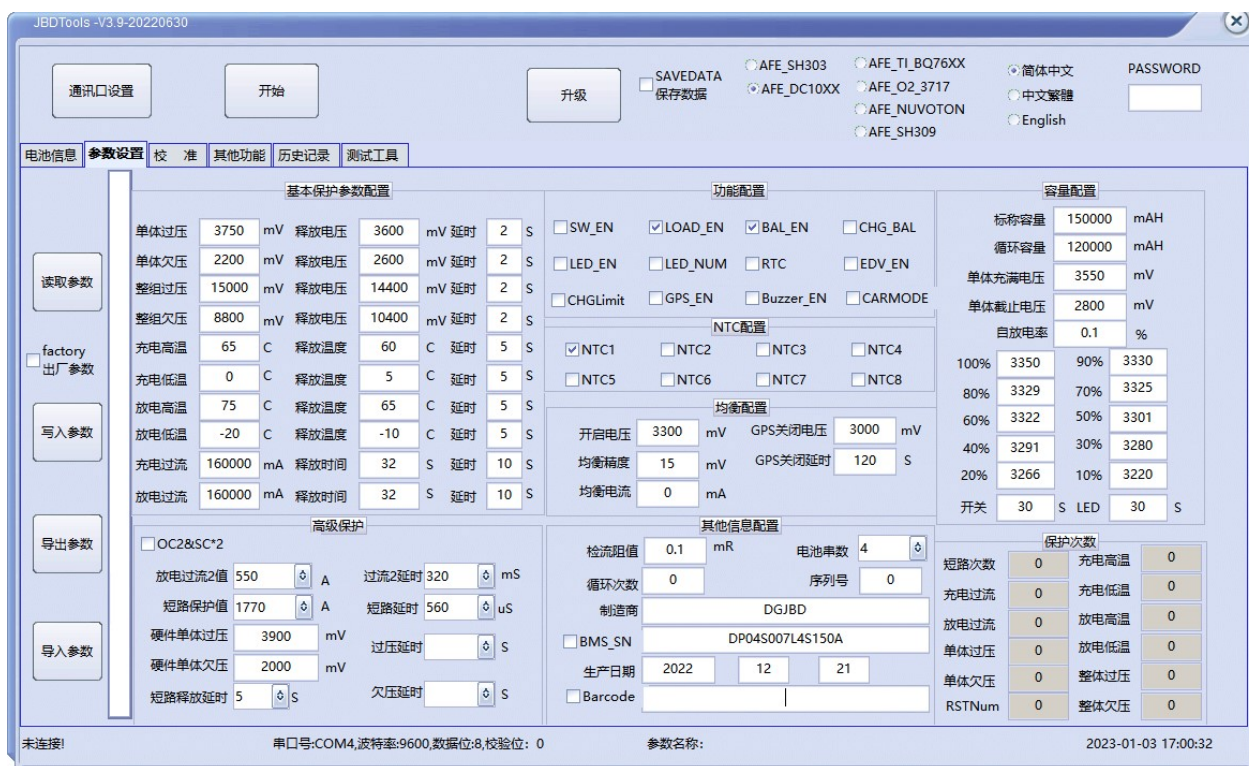 JBDTools -V3.9-20220630
通讯口设置 开始 升级 SAVEDATA 保存数据 AFE_SH303 AFE_DC10XX AFE_TI_BQ76XX AFE_O2_3717 AFE_NUVOTON AFE_SH309 简体中文 中文繁體 English PASSWORD
电池信息 参数设置 校 准 其他功能 历史记录 测试工具
读取参数
factory
出厂参数
写入参数
导出参数
导入参数
基本保护参数配置
单体过压 3750 mV 释放电压 3600 mV 延时 2 S
单体欠压 2200 mV 释放电压 2600 mV 延时 2 S
整组过压 15000 mV 释放电压 14400 mV 延时 2 S
整组欠压 8800 mV 释放电压 10400 mV 延时 2 S
充电高温 65 C 释放温度 60 C 延时 5 S
充电低温 0 C 释放温度 5 C 延时 5 S
放电高温 75 C 释放温度 65 C 延时 5 S
放电低温 -20 C 释放温度 -10 C 延时 5 S
充电过流 160000 mA 释放时间 32 S 延时 10 S
放电过流 160000 mA 释放时间 32 S 延时 10 S
高级保护
OC2&SC*2
放电过流2值 550 A 过流2延时 320 mS
短路保护值 1770 A 短路延时 560 uS
硬件单体过压 3900 mV 过压延时 S
硬件单体欠压 2000 mV
短路释放延时 5 S 欠压延时 S
功能配置
SW_EN LOAD_EN BAL_EN CHG_BAL
LED_EN LED_NUM RTC EDV_EN
CHGLimit GPS_EN Buzzer_EN CARMODE
NTC配置
NTC1 NTC2 NTC3 NTC4
NTC5 NTC6 NTC7 NTC8
均衡配置
开启电压 3300 mV GPS关闭电压 3000 mV
均衡精度 15 mV GPS关闭延时 120 S
均衡电流 0 mA
其他信息配置
检流阻值 0.1 mR 电池串数 4
循环次数 0 序列号 0
制造商 DGJBD
BMS_SN DP04S007L4S150A
生产日期 2022 12 21
Barcode
容量配置
标称容量 150000 mAH
循环容量 120000 mAH
单体充满电压 3550 mV
单体截止电压 2800 mV
自放电率 0.1 %
100% 3350 90% 3330
80% 3329 70% 3325
60% 3322 50% 3301
40% 3291 30% 3280
20% 3266 10% 3220
开关 30 S LED 30 S
保护次数
短路次数 0 充电高温 0
充电过流 0 充电低温 0
放电过流 0 放电高温 0
单体过压 0 放电低温 0
单体欠压 0 整体过压 0
RSTNum 0 整体欠压 0
未连接! 串口号:COM4,波特率:9600,数据位:8,校验位：0 参数名称： 2023-01-03 17:00:32